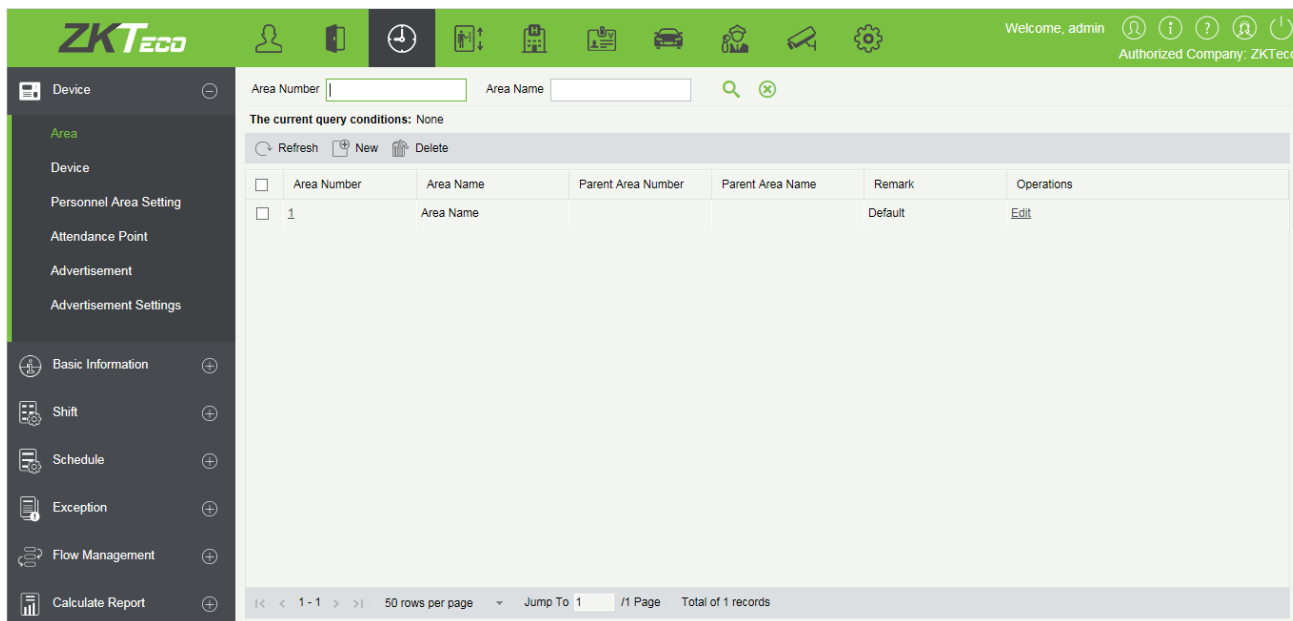 ZKTECO
Welcome, admin
Authorized Company: ZKTeco
Device
Area
Device
Personnel Area Setting
Attendance Point
Advertisement
Advertisement Settings
Basic Information
Shift
Schedule
Exception
Flow Management
Calculate Report
Area Number Area Name
The current query conditions: None
Refresh New Delete
Area Number Area Name Parent Area Number Parent Area Name Remark Operations
1 Area Name Default Edit
|< < 1 - 1 > >| 50 rows per page Jump To 1 /1 Page Total of 1 records